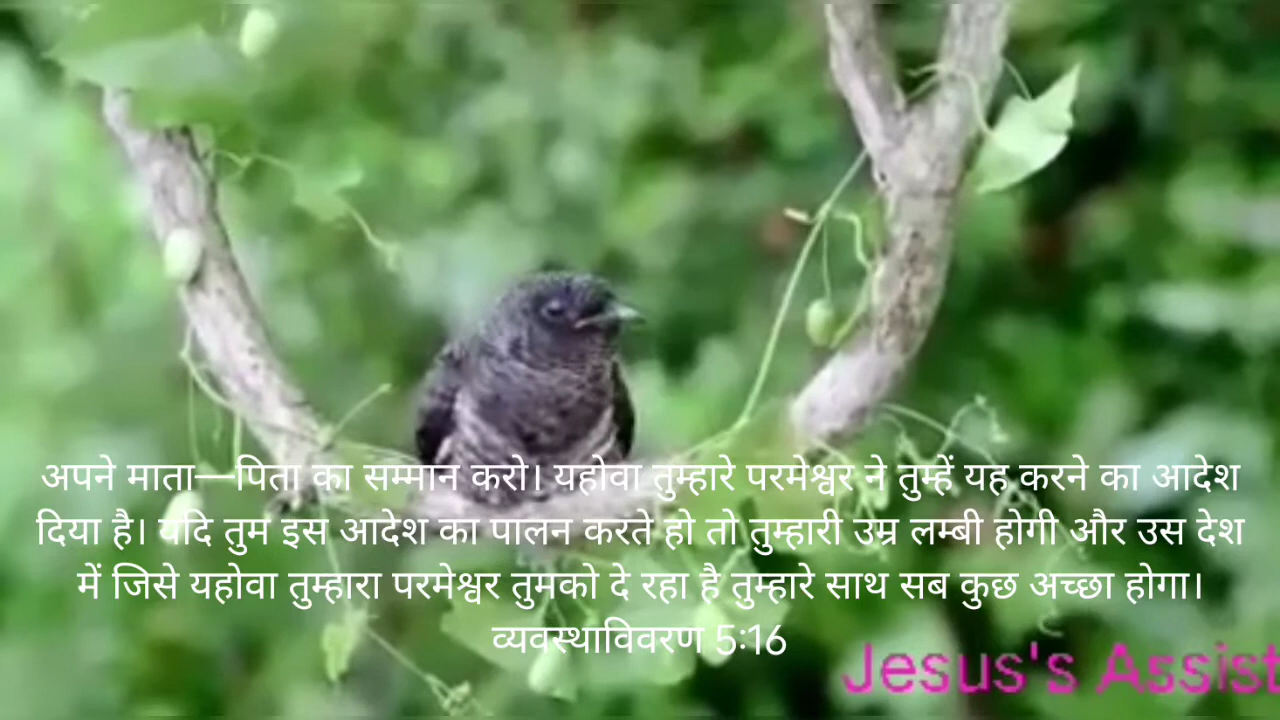 अपने माता—पिता का सम्मान करो। यहोवा तुम्हारे परमेश्वर ने तुम्हें यह करने का आदेश
दिया है। यदि तुम इस आदेश का पालन करते हो तो तुम्हारी उम्र लम्बी होगी और उस देश
में जिसे यहोवा तुम्हारा परमेश्वर तुमको दे रहा है तुम्हारे साथ सब कुछ अच्छा होगा।
व्यवस्थाविवरण 5:16
Jesus's Assist